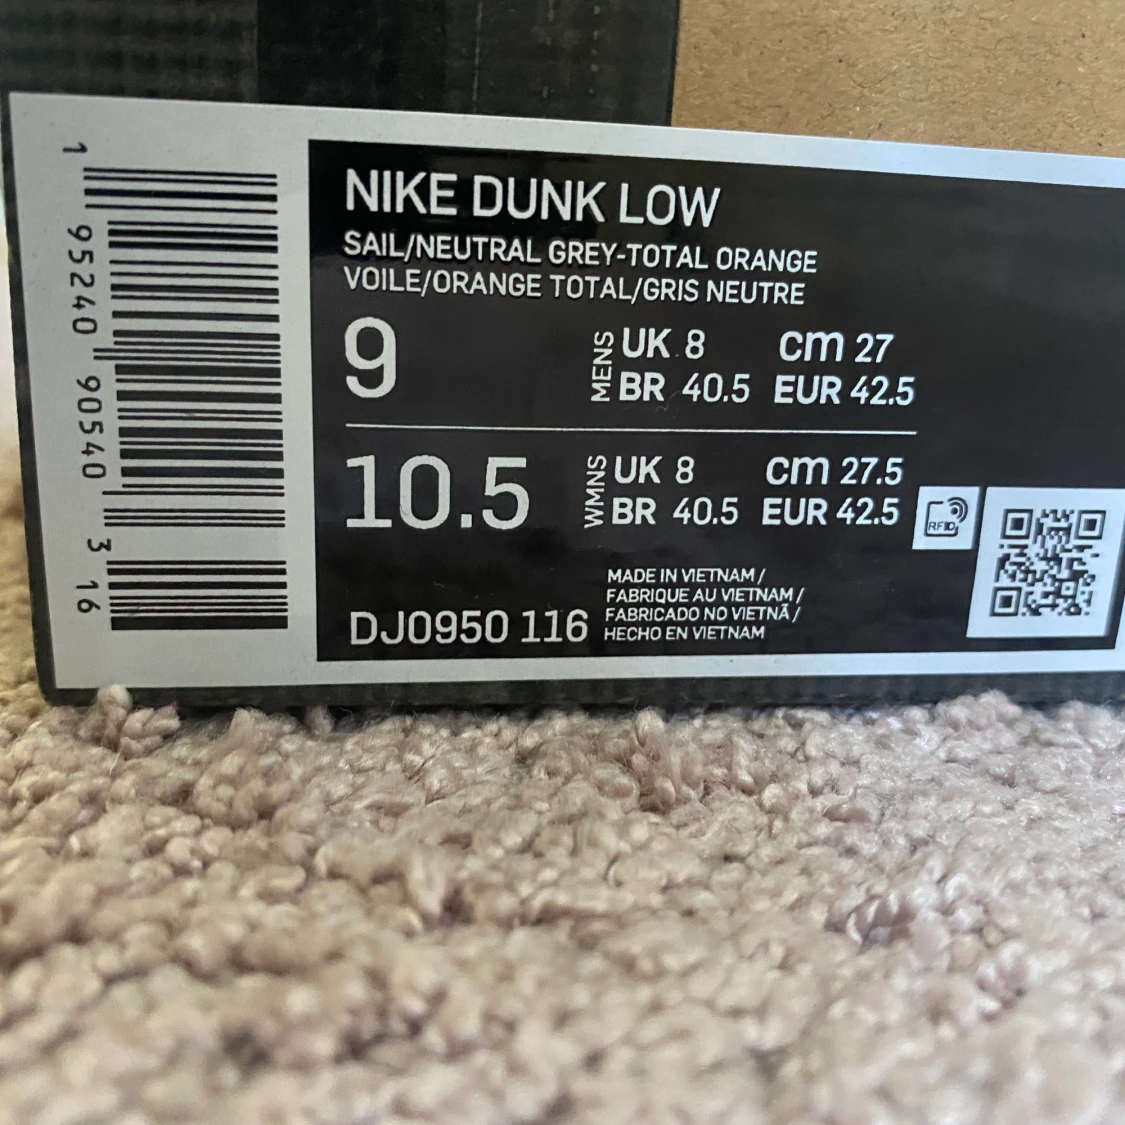 NIKE DUNK LOW
SAIL/NEUTRAL GREY-TOTAL ORANGE
VOILE/ORANGE TOTAL/GRIS NEUTRE
9 MENS UK 8 cm 27
BR 40.5 EUR 42.5
10.5 WMNS UK 8 cm 27.5
BR 40.5 EUR 42.5
RFID
MADE IN VIETNAM /
FABRIQUE AU VIETNAM /
FABRICADO NO VIETNÃ /
HECHO EN VIETNAM
DJ0950 116
1 95240 90540 3 16